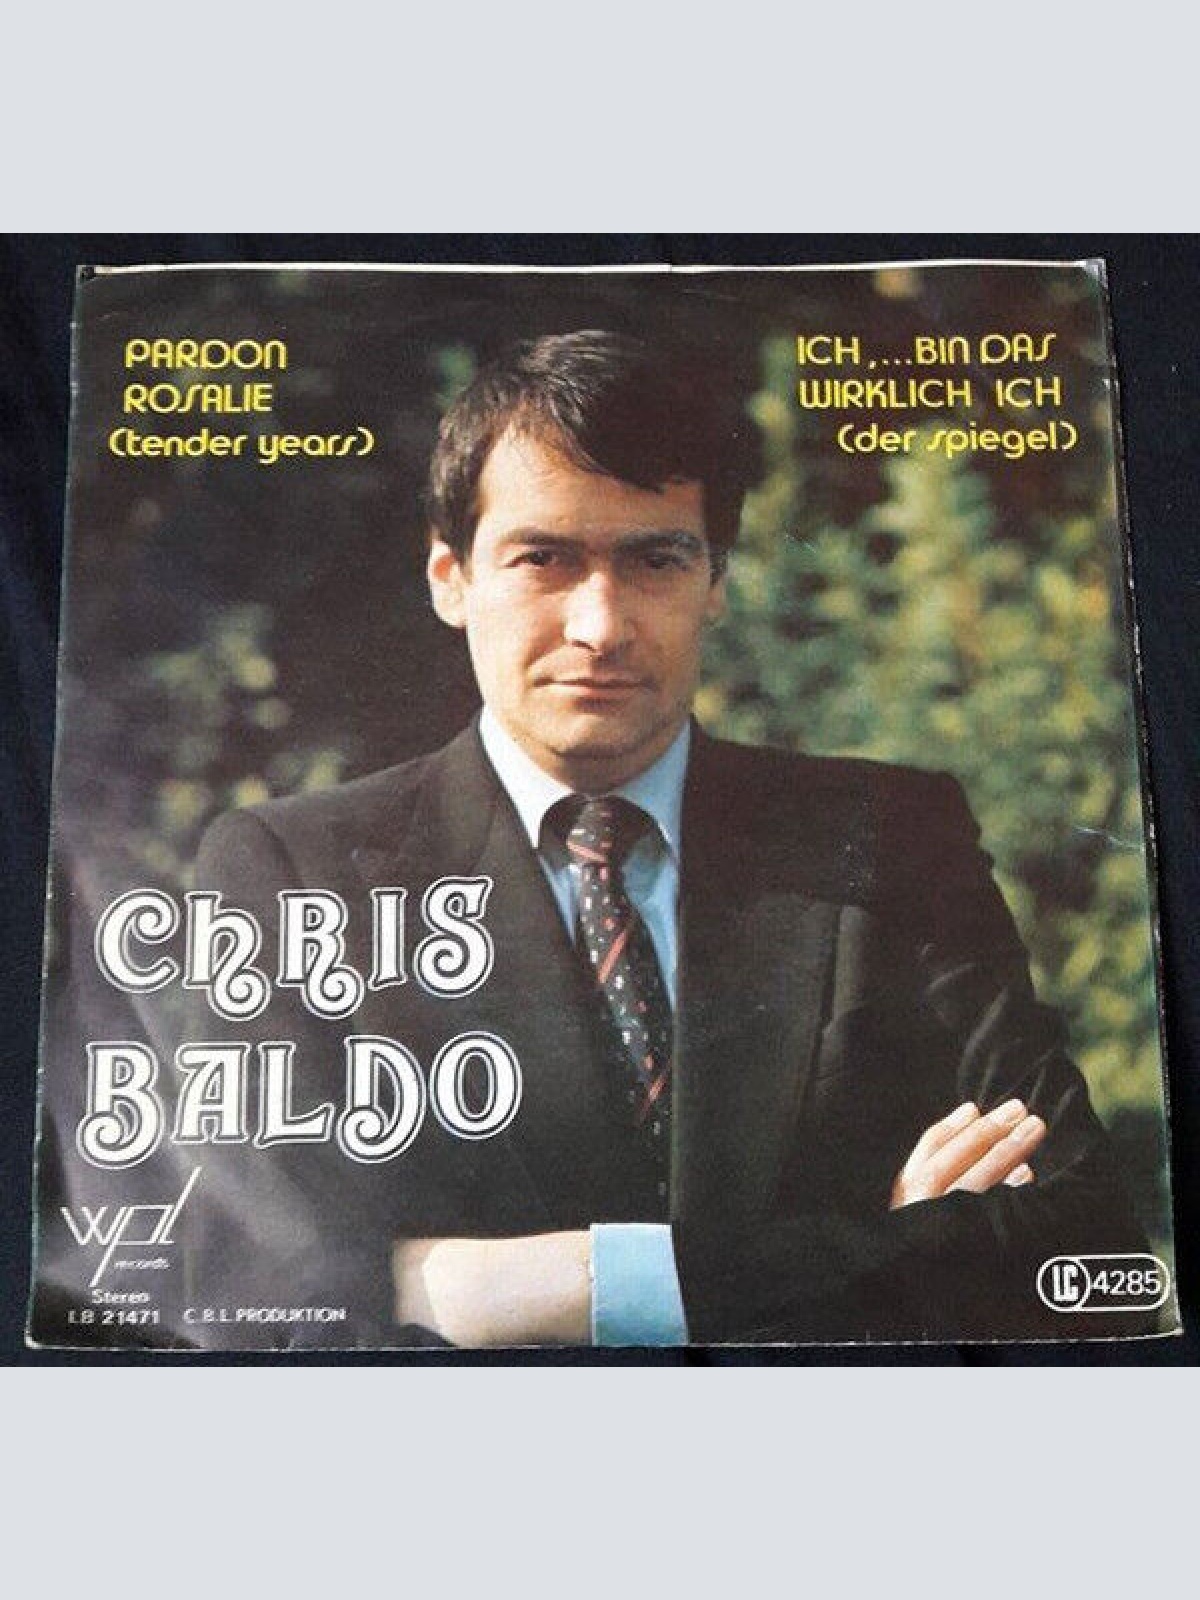 PARDON
ROSALIE
(tender years)
ICH,...BIN DAS
WIRKLICH ICH
(der spiegel)
CHRIS
BALDO
wpl
records
Stereo
LB 21471 C.B.L. PRODUKTION
LC 4285